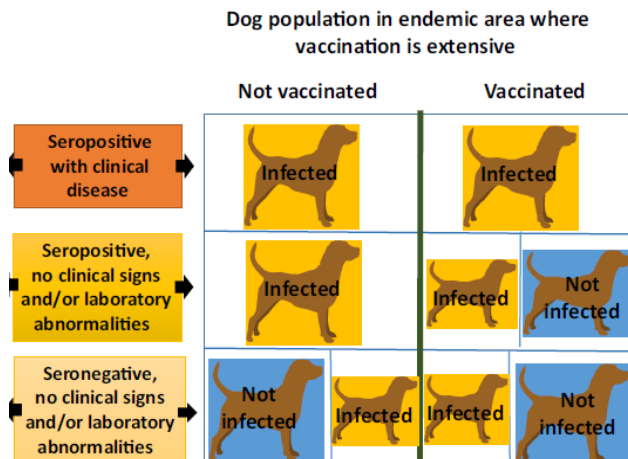 Dog population in endemic area where
vaccination is extensive
Not vaccinated
Vaccinated
Seropositive
with clinical
disease
Infected
Infected
Seropositive,
no clinical signs
and/or laboratory
abnormalities
Infected
Infected
Not
infected
Seronegative,
no clinical signs
and/or laboratory
abnormalities
Not
infected
Infected
Infected
Not
infected